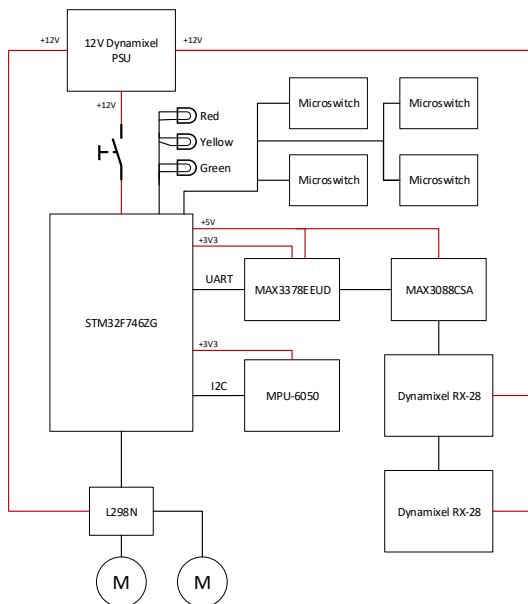 +12V
12V Dynamixel
PSU
+12V
+12V
Red
Yellow
Green
Microswitch
Microswitch
Microswitch
Microswitch
+5V
+3V3
UART
MAX3378EEUD
MAX3088CSA
STM32F746ZG
+3V3
I2C
MPU-6050
Dynamixel RX-28
Dynamixel RX-28
L298N
M
M